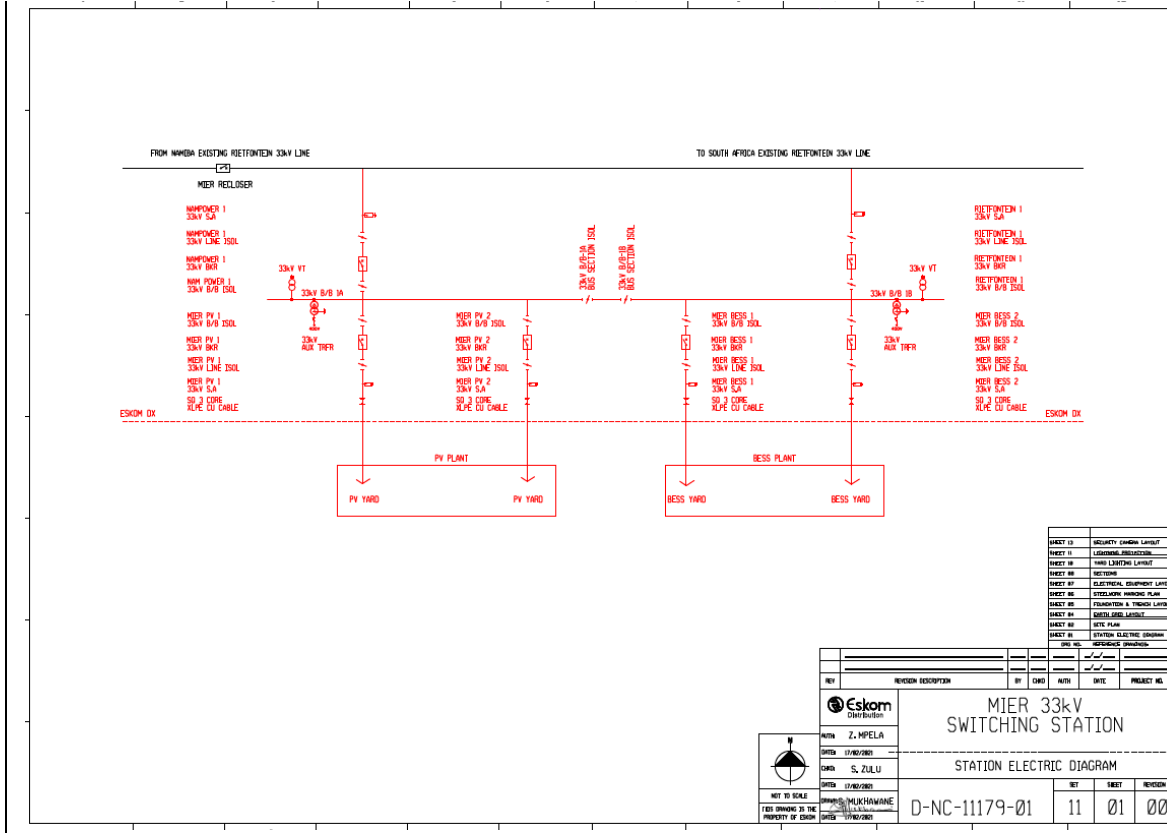 FROM NAMIBIA EXISTING RIETFONTEIN 33kV LINE
TO SOUTH AFRICA EXISTING RIETFONTEIN 33kV LINE
MIER RECLOSER
NAMPOWER 1
33kV S.A
NAMPOWER 1
33kV LINE ISOL
NAMPOWER 1
33kV BKR
NAM POWER 1
33kV B/B ISOL
33kV VT
33kV B/B 1A
33kV
AUX TRFR
33kV B/B-1A
BUS SECTION ISOL
33kV B/B-1B
BUS SECTION ISOL
RIETFONTEIN 1
33kV S.A
RIETFONTEIN 1
33kV LINE ISOL
RIETFONTEIN 1
33kV BKR
RIETFONTEIN 1
33kV B/B ISOL
33kV VT
33kV B/B 1B
33kV
AUX TRFR
MIER PV 1
33kV B/B ISOL
MIER PV 1
33kV BKR
MIER PV 1
33kV LINE ISOL
MIER PV 1
33kV S.A
SQ 3 CORE
XLPE CU CABLE
MIER PV 2
33kV B/B ISOL
MIER PV 2
33kV BKR
MIER PV 2
33kV LINE ISOL
MIER PV 2
33kV S.A
SQ 3 CORE
XLPE CU CABLE
MIER BESS 1
33kV B/B ISOL
MIER BESS 1
33kV BKR
MIER BESS 1
33kV LINE ISOL
MIER BESS 1
33kV S.A
SQ 3 CORE
XLPE CU CABLE
MIER BESS 2
33kV B/B ISOL
MIER BESS 2
33kV BKR
MIER BESS 2
33kV LINE ISOL
MIER BESS 2
33kV S.A
SQ 3 CORE
XLPE CU CABLE
ESKOM DX
ESKOM DX
PV PLANT
BESS PLANT
PV YARD
PV YARD
BESS YARD
BESS YARD
SHEET 13 SECURITY CAMERA LAYOUT
SHEET 11 LIGHTNING PROTECTION
SHEET 10 YARD LIGHTING LAYOUT
SHEET 08 SECTIONS
SHEET 07 ELECTRICAL EQUIPMENT
SHEET 06 STEELWORK MARKING PLAN
SHEET 05 FOUNDATION & TRENCH
SHEET 04 EARTH GRID LAYOUT
SHEET 02 SITE PLAN
SHEET 01 STATION ELECTRIC DIAGRAM
DRG NO. REFERENCE DRAWINGS
REV REVISION DESCRIPTION BY CHKD AUTH DATE PROJECT NO.
Eskom
Distribution
MIER 33kV
SWITCHING STATION
AUTH: Z. MPELA
DATE: 17/02/2021
STATION ELECTRIC DIAGRAM
CHKD: S. ZULU
DATE: 17/02/2021
MUKHAWANE
DATE: 17/02/2021
D-NC-11179-01
SET SHEET REVISION
11 01 00
N
NOT TO SCALE
THIS DRAWING IS THE
PROPERTY OF ESKOM